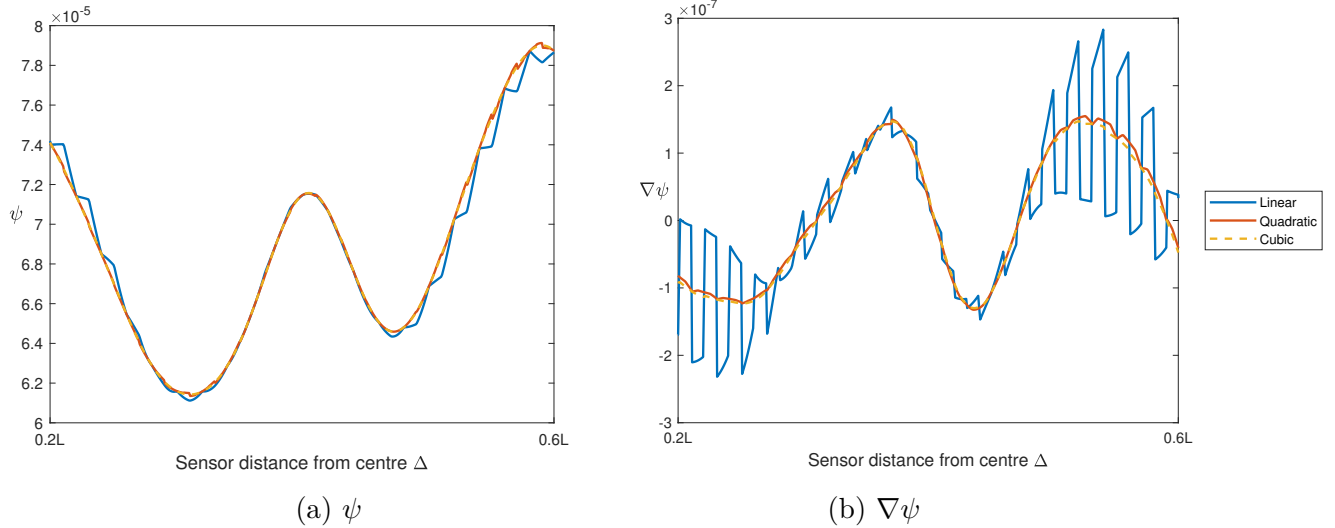 ×10⁻⁵
8
7.8
7.6
7.4
7.2
7
6.8
6.6
6.4
6.2
6
ψ
0.2L
0.6L
Sensor distance from centre Δ
(a) ψ
×10⁻⁷
3
2
1
0
-1
-2
-3
∇ψ
0.2L
0.6L
Sensor distance from centre Δ
(b) ∇ψ
Linear
Quadratic
Cubic